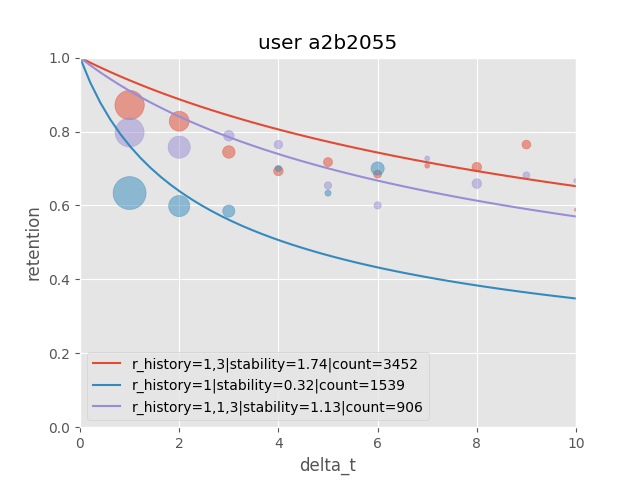 user a2b2055
1.0
0.8
0.6
0.4
0.2
0.0
retention
r_history=1,3|stability=1.74|count=3452
r_history=1|stability=0.32|count=1539
r_history=1,1,3|stability=1.13|count=906
0 2 4 6 8 10
delta_t